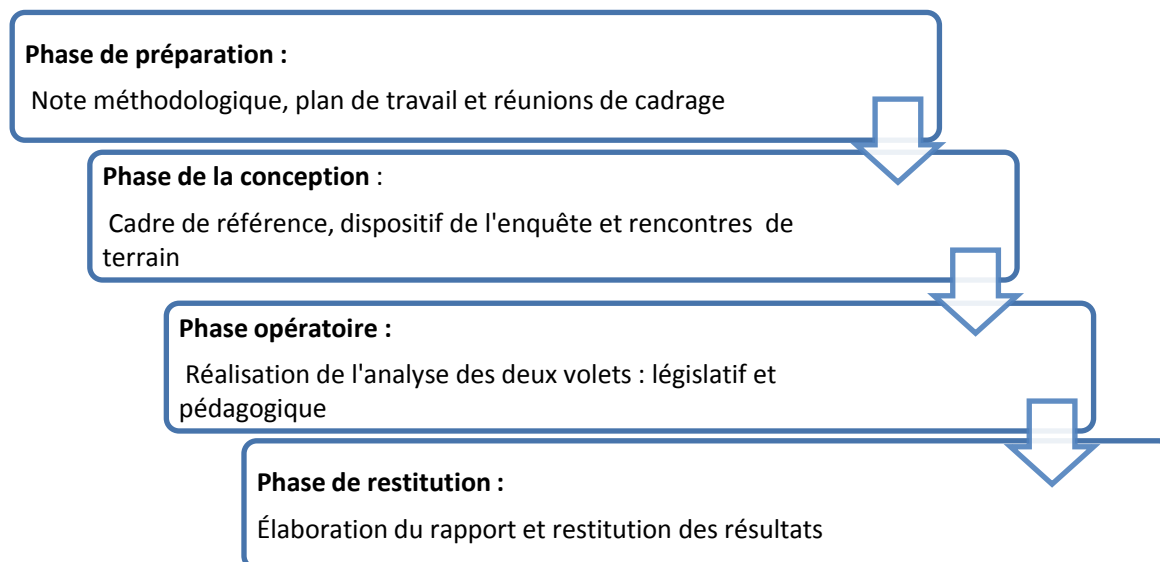 Phase de préparation :
Note méthodologique, plan de travail et réunions de cadrage
Phase de la conception :
Cadre de référence, dispositif de l'enquête et rencontres de
terrain
Phase opératoire :
Réalisation de l'analyse des deux volets : législatif et
pédagogique
Phase de restitution :
Élaboration du rapport et restitution des résultats